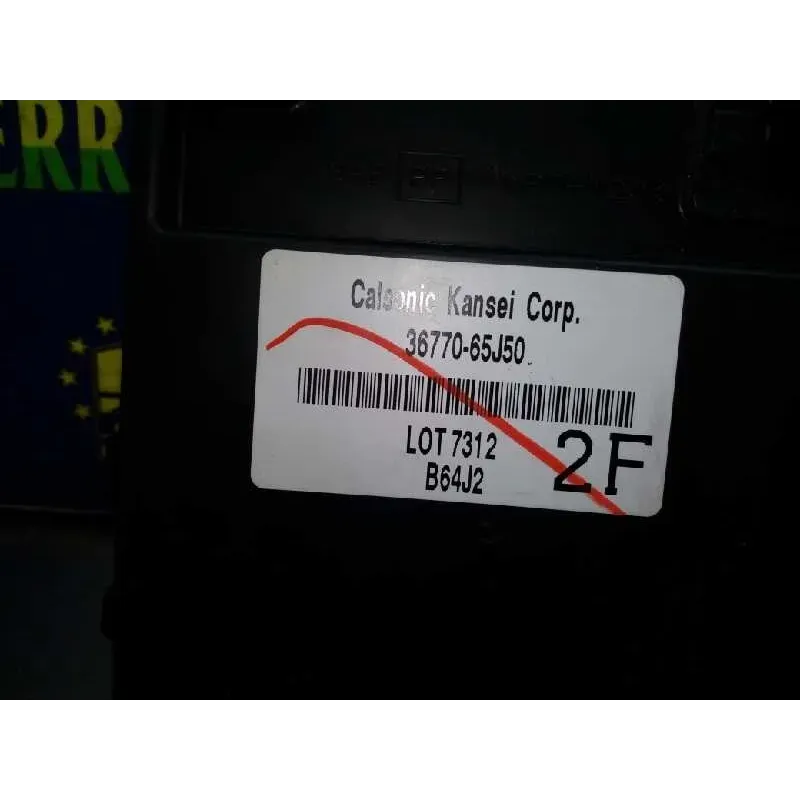 ERR
Calsonic Kansei Corp.
36770-65J50
LOT 7312
B64J2
2F